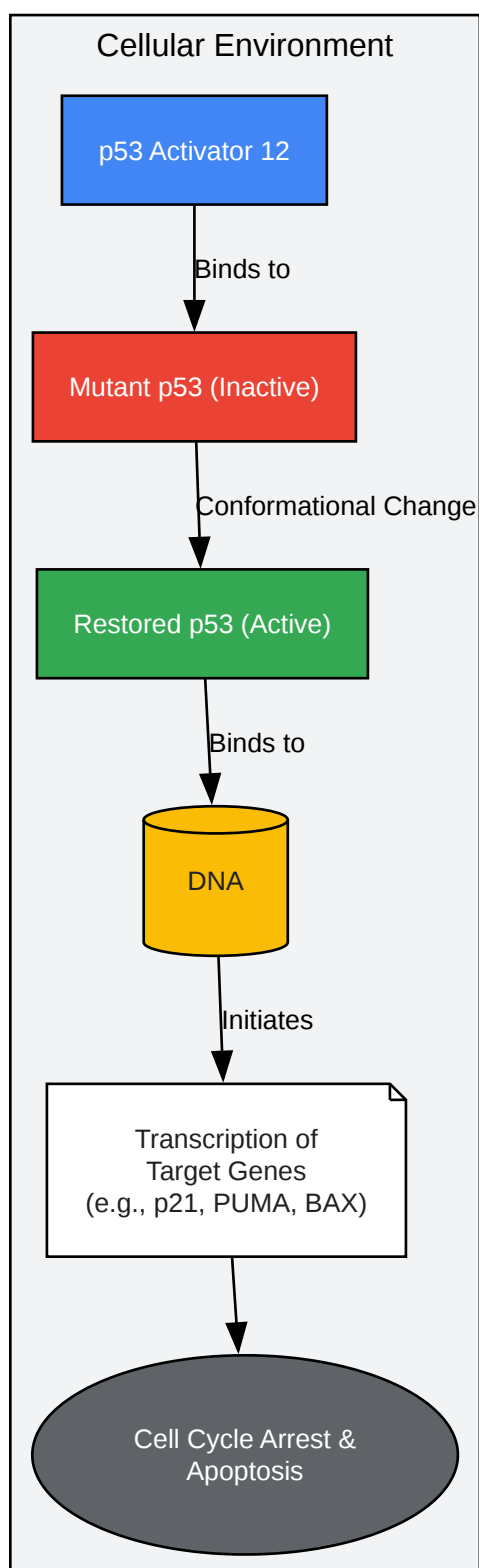 Cellular Environment
p53 Activator 12
Binds to
Mutant p53 (Inactive)
Conformational Change
Restored p53 (Active)
Binds to
DNA
Initiates
Transcription of
Target Genes
(e.g., p21, PUMA, BAX)
Cell Cycle Arrest &
Apoptosis